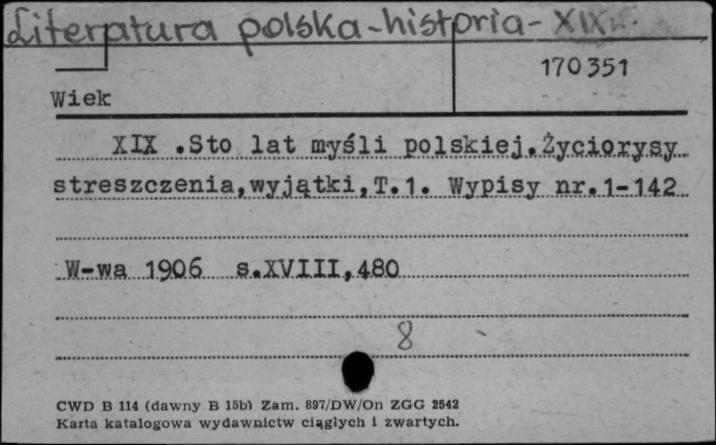 Literatura polska-historia- XIX w.
170351
Wiek
XIX .Sto lat myśli polskiej.Życiorysy
streszczenia,wyjątki,T.1. Wypisy nr.1-142
W-wa 1906 s.XVIII,480
8
CWD B 114 (dawny B 15b) Zam. 897/DW/On ZGG 2542
Karta katalogowa wydawnictw ciągłych i zwartych.